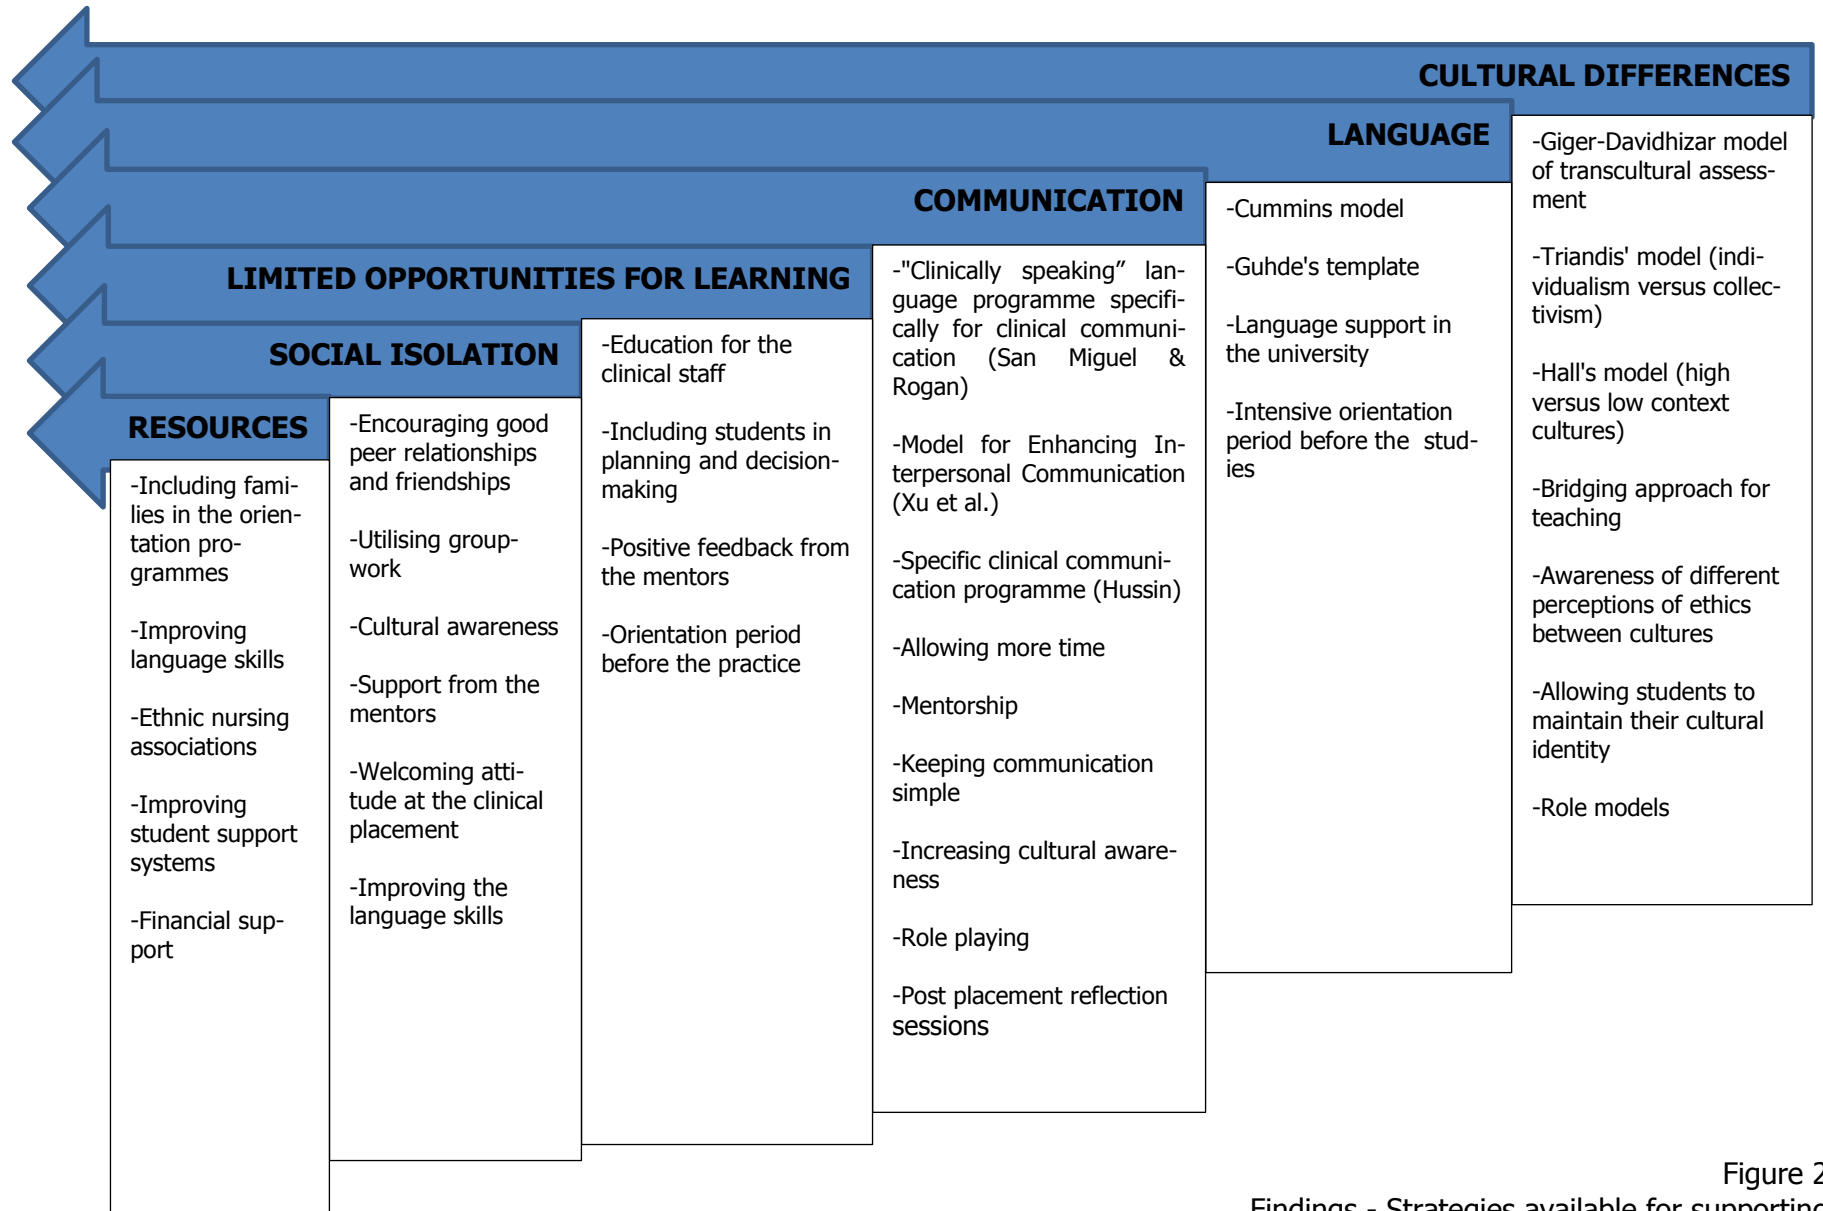 CULTURAL DIFFERENCES
-Giger-Davidhizar model
of transcultural assess-
ment
-Triandis' model (indi-
vidualism versus collec-
tivism)
-Hall's model (high
versus low context
cultures)
-Bridging approach for
teaching
-Awareness of different
perceptions of ethics
between cultures
-Allowing students to
maintain their cultural
identity
-Role models
LANGUAGE
-Cummins model
-Guhde's template
-Language support in
the university
-Intensive orientation
period before the stud-
ies
COMMUNICATION
-"Clinically speaking” lan-
guage programme specifi-
cally for clinical communi-
cation (San Miguel &
Rogan)
-Model for Enhancing In-
terpersonal Communication
(Xu et al.)
-Specific clinical communi-
cation programme (Hussin)
-Allowing more time
-Mentorship
-Keeping communication
simple
-Increasing cultural aware-
ness
-Role playing
-Post placement reflection
sessions
LIMITED OPPORTUNITIES FOR LEARNING
-Education for the
clinical staff
-Including students in
planning and decision-
making
-Positive feedback from
the mentors
-Orientation period
before the practice
SOCIAL ISOLATION
-Encouraging good
peer relationships
and friendships
-Utilising group-
work
-Cultural awareness
-Support from the
mentors
-Welcoming atti-
tude at the clinical
placement
-Improving the
language skills
RESOURCES
-Including fami-
lies in the orien-
tation pro-
grammes
-Improving
language skills
-Ethnic nursing
associations
-Improving
student support
systems
-Financial sup-
port
Figure 2
Findings - Strategies available for supporting